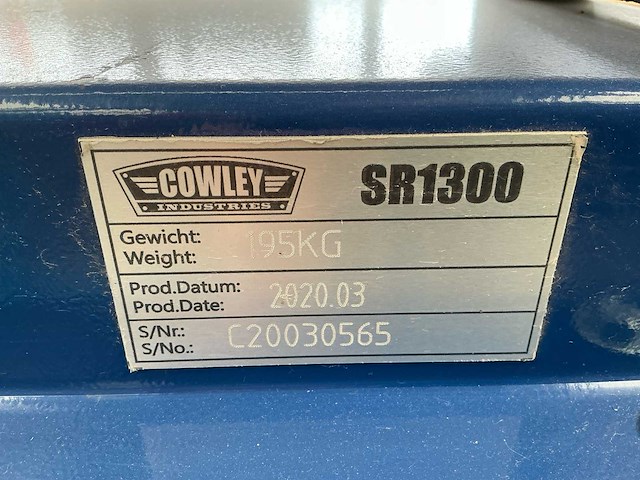 COWLEY
INDUSTRIES
SR1300
Gewicht:
Weight: 195KG
Prod.Datum:
Prod.Date: 2020.03
S/Nr.:
S/No.: C20030565